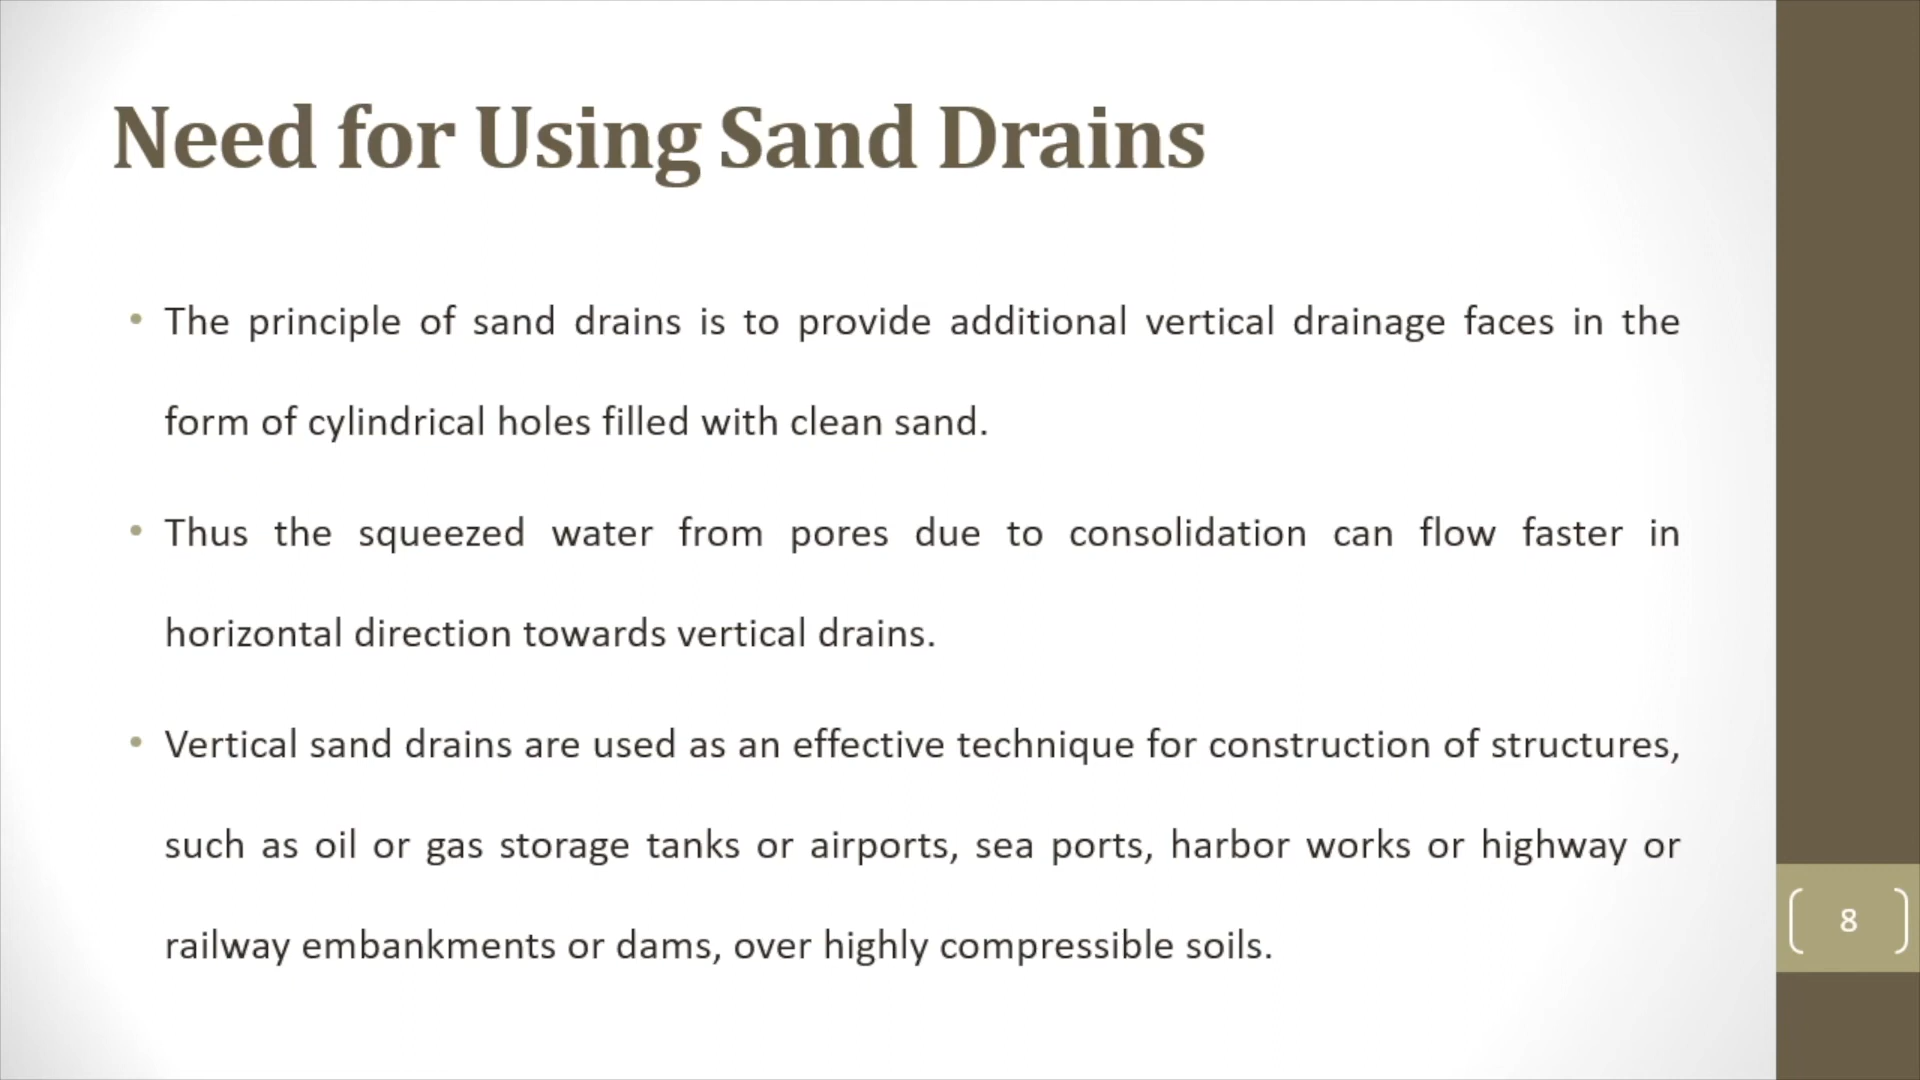 Need for Using Sand Drains
• The principle of sand drains is to provide additional vertical drainage faces in the
form of cylindrical holes filled with clean sand.
• Thus the squeezed water from pores due to consolidation can flow faster in
horizontal direction towards vertical drains.
• Vertical sand drains are used as an effective technique for construction of structures,
such as oil or gas storage tanks or airports, sea ports, harbor works or highway or
railway embankments or dams, over highly compressible soils.
8